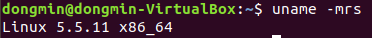 dongmin@dongmin-VirtualBox:~$ uname -mrs
Linux 5.5.11 x86_64